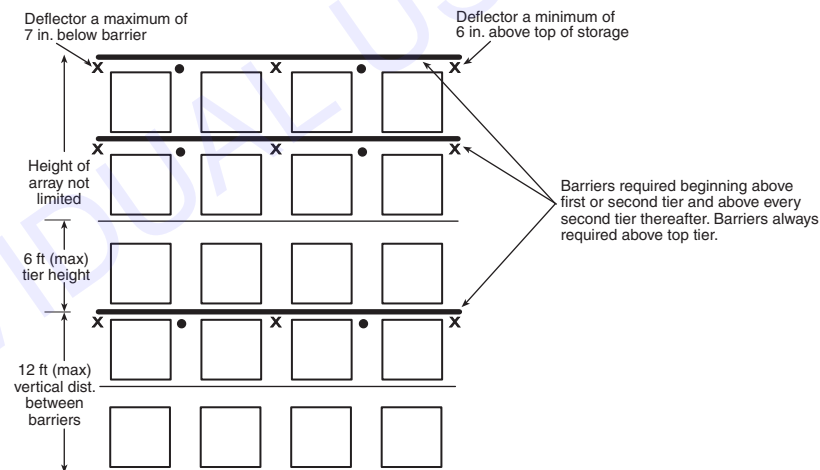 Deflector a maximum of
7 in. below barrier
Deflector a minimum of
6 in. above top of storage
X X X
X X X
Height of
array not
limited
Barriers required beginning above
first or second tier and above every
second tier thereafter. Barriers always
required above top tier.
6 ft (max)
tier height
X X X
12 ft (max)
vertical dist.
between
barriers
VIDUAL US